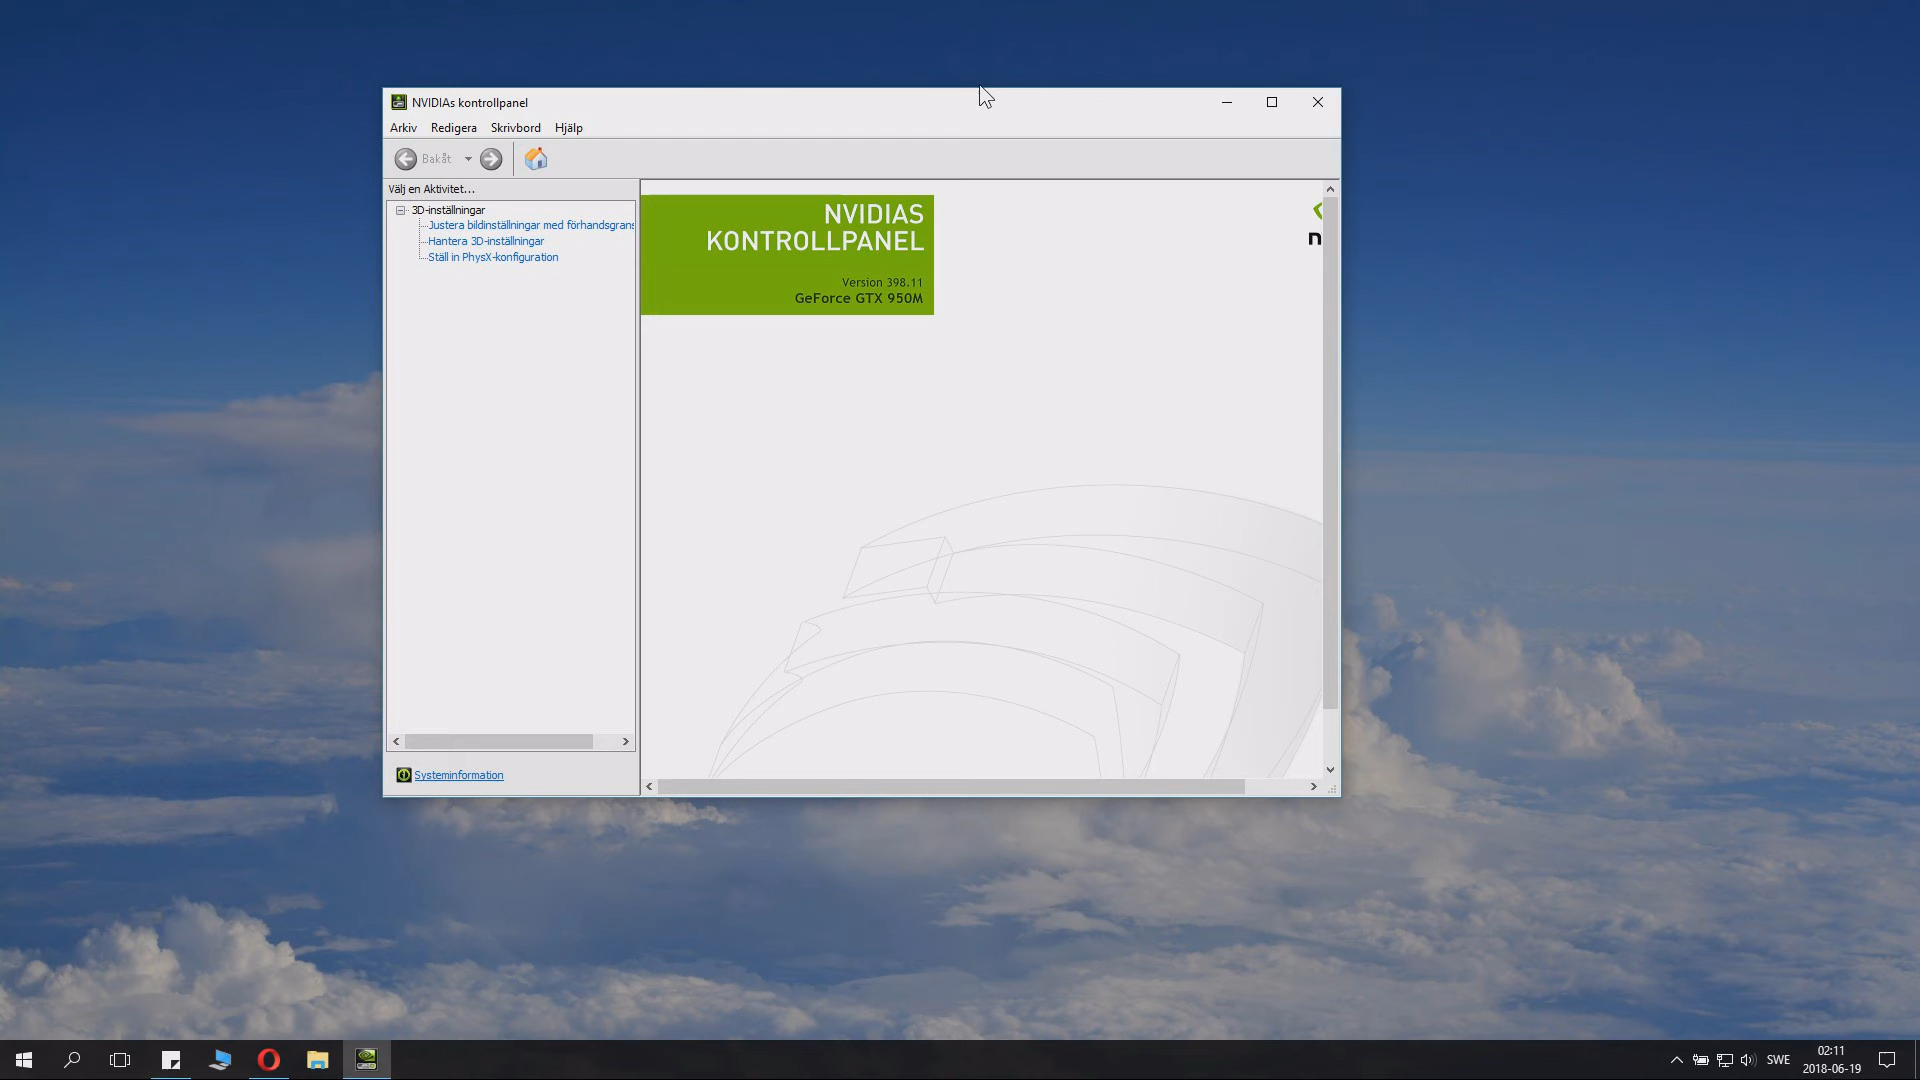 NVIDIAs kontrollpanel
Arkiv Redigera Skrivbord Hjälp
Bakåt
Välj en Aktivitet...
3D-inställningar
Justera bildinställningar med förhandsgrans
Hantera 3D-inställningar
Ställ in PhysX-konfiguration
Systeminformation
NVIDIAS
KONTROLLPANEL
Version 398.11
GeForce GTX 950M
n
SWE
02:11
2018-06-19